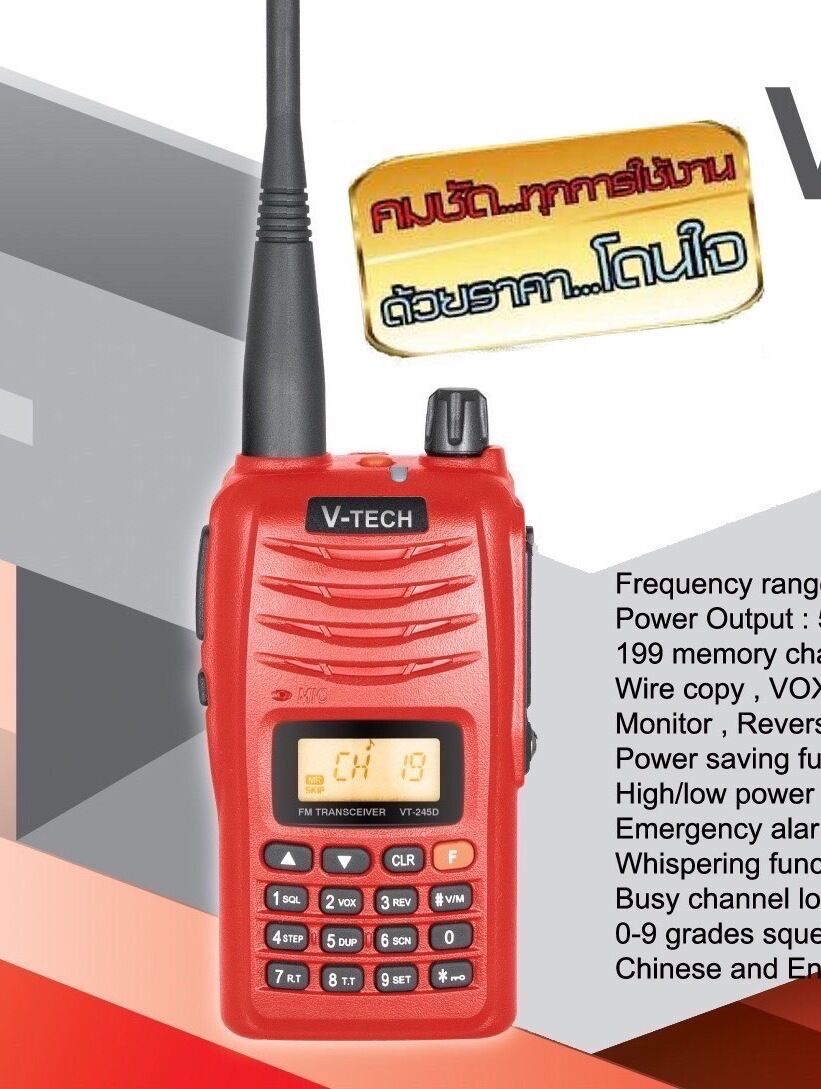 V
คมชัด...ทุกการใช้งาน
ด้วยราคา...โดนใจ
V-TECH
MIC
CH 19
MR
SKIP
FM TRANSCEIVER VT-245D
CLR F
1 SQL 2 VOX 3 REV # V/M
4 STEP 5 DUP 6 SCN 0
7 R.T 8 T.T 9 SET *
Frequency rang
Power Output :
199 memory cha
Wire copy , VOX
Monitor , Revers
Power saving fu
High/low power
Emergency alar
Whispering func
Busy channel lo
0-9 grades sque
Chinese and En